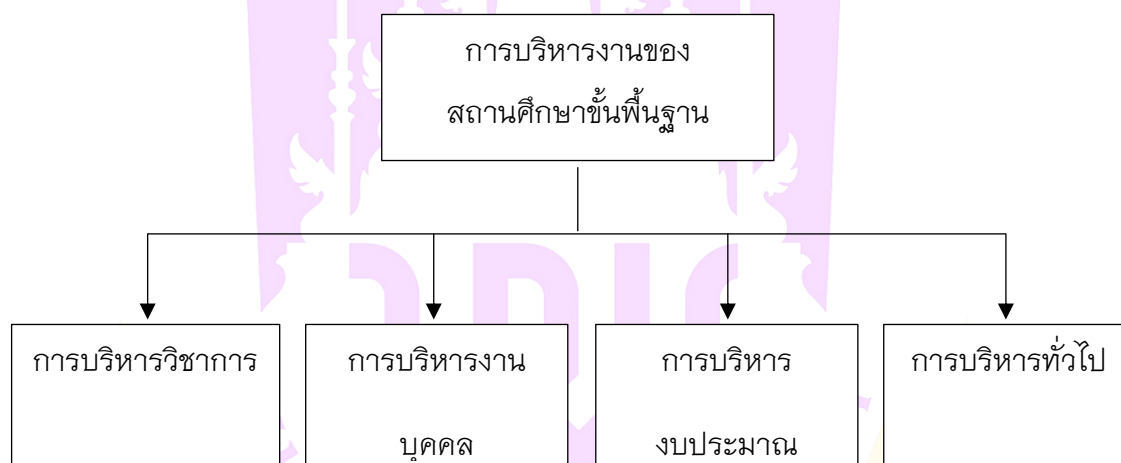 การบริหารงานของ
สถานศึกษาขั้นพื้นฐาน
การบริหารวิชาการ
การบริหารงาน
บุคคล
การบริหาร
งบประมาณ
การบริหารทั่วไป